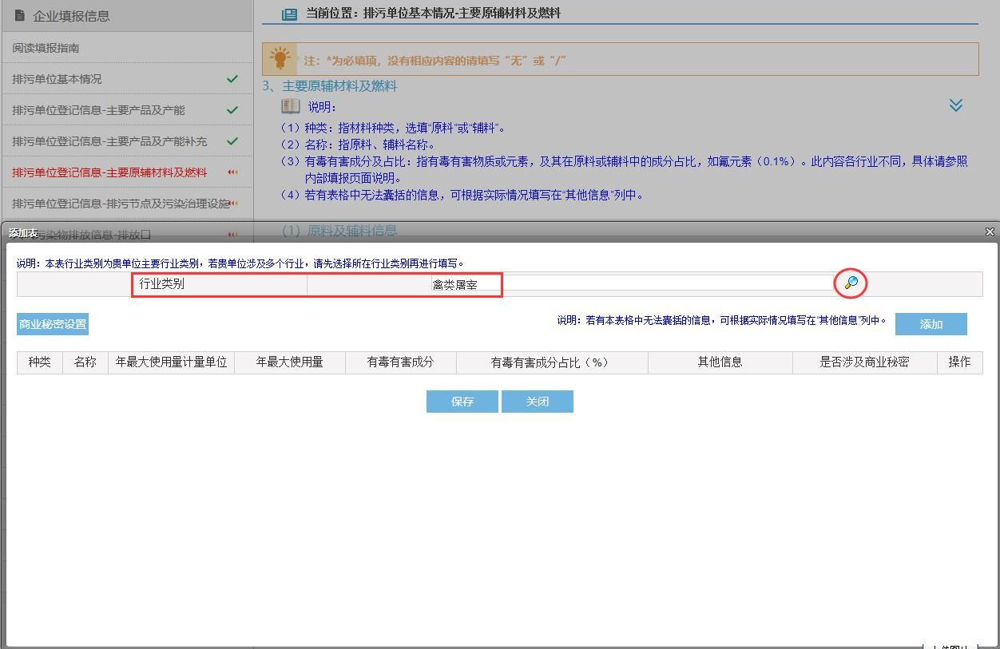 企业填报信息
阅读填报指南
排污单位基本情况
排污单位登记信息-主要产品及产能
排污单位登记信息-主要产品及产能补充
排污单位登记信息-主要原辅材料及燃料
排污单位登记信息-排污节点及污染治理设施
污染物排放信息-排放口
当前位置：排污单位基本情况-主要原辅材料及燃料
注：*为必填项，没有相应内容的请填写“无”或“/”
3、主要原辅材料及燃料
说明：
（1）种类：指材料种类，选填“原料”或“辅料”。
（2）名称：指原料、辅料名称。
（3）有毒有害成分及占比：指有毒有害物质或元素，及其在原料或辅料中的成分占比，如氟元素（0.1%）。此内容各行业不同，具体请参照
内部填报页面说明。
（4）若有表格中无法囊括的信息，可根据实际情况填写在“其他信息”列中。
（1）原料及辅料信息
添加表
说明：本表行业类别为贵单位主要行业类别，若贵单位涉及多个行业，请先选择所在行业类别再进行填写。
行业类别 禽类屠宰
商业秘密设置 说明：若有本表格中无法囊括的信息，可根据实际情况填写在“其他信息”列中。 添加
种类 名称 年最大使用量计量单位 年最大使用量 有毒有害成分 有毒有害成分占比（%） 其他信息 是否涉及商业秘密 操作
保存 关闭